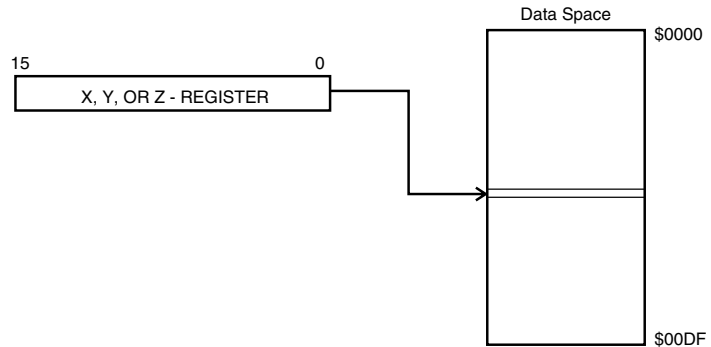 Data Space
$0000
15 0
X, Y, OR Z - REGISTER
$00DF